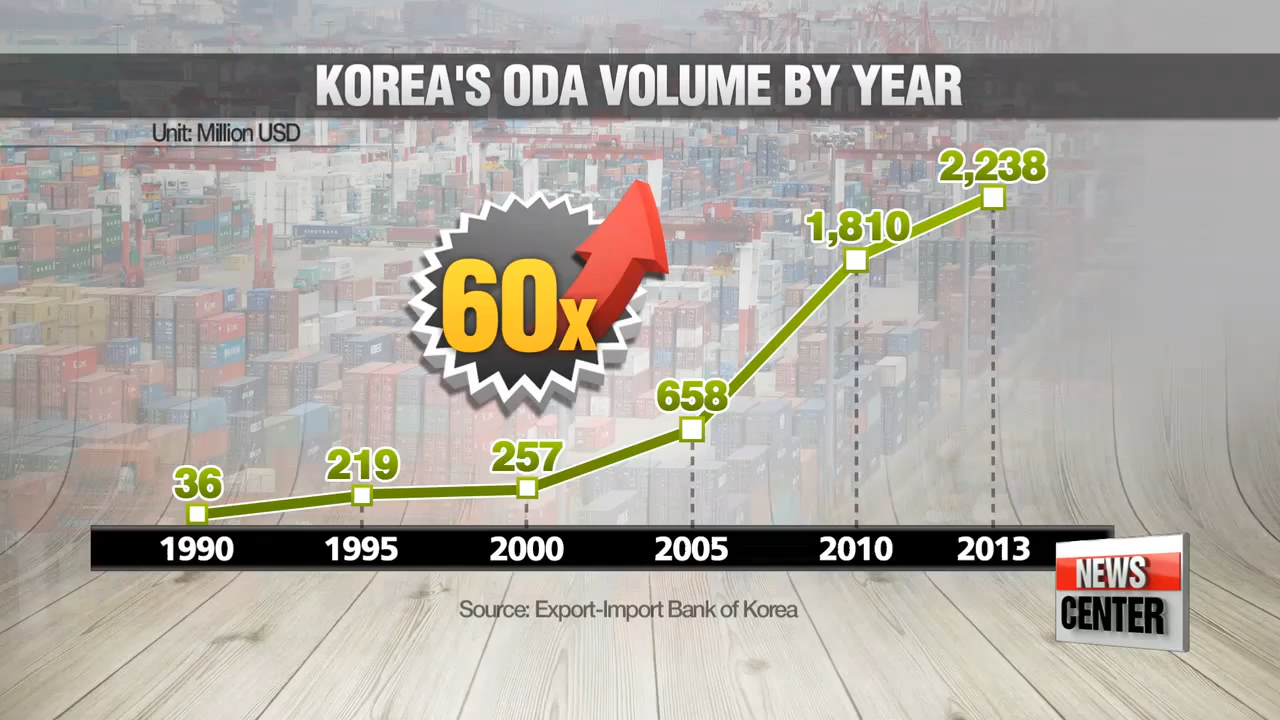 KOREA'S ODA VOLUME BY YEAR
Unit: Million USD
2,238
1,810
60x
658
219
257
36
1990 1995 2000 2005 2010 2013
NEWS
CENTER
Source: Export-Import Bank of Korea